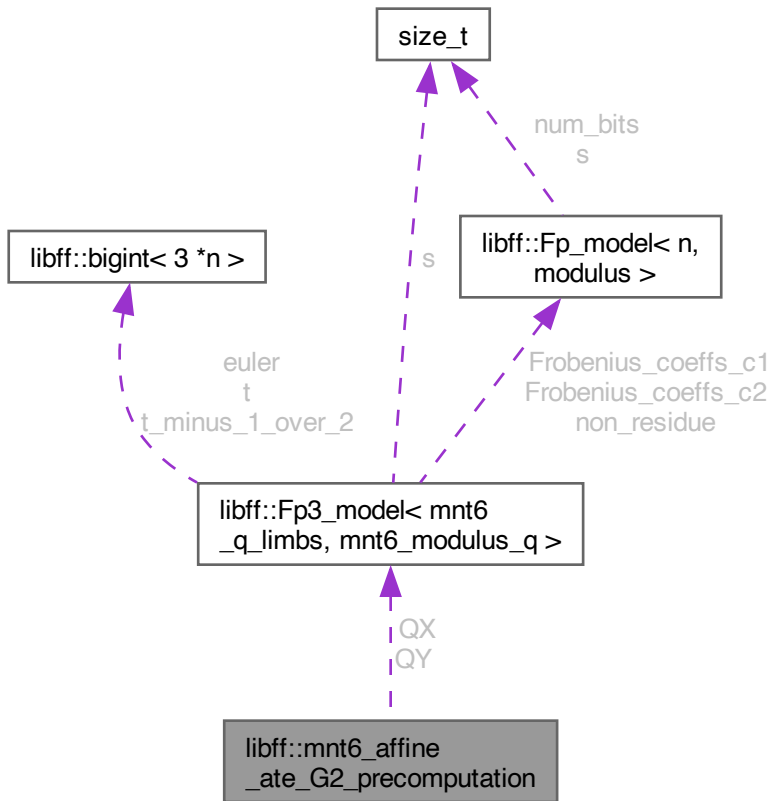 size_t
num_bits
s
libff::bigint< 3 *n >
s
libff::Fp_model< n,
modulus >
euler
t
t_minus_1_over_2
Frobenius_coeffs_c1
Frobenius_coeffs_c2
non_residue
libff::Fp3_model< mnt6
_q_limbs, mnt6_modulus_q >
QX
QY
libff::mnt6_affine
_ate_G2_precomputation